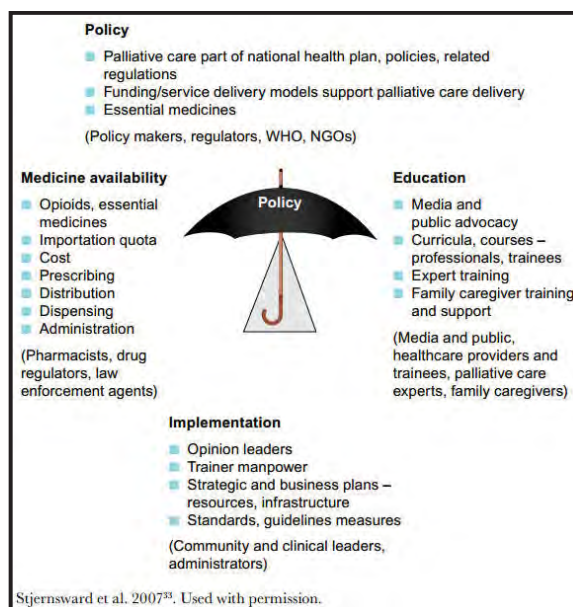 Policy
Palliative care part of national health plan, policies, related
regulations
Funding/service delivery models support palliative care delivery
Essential medicines
(Policy makers, regulators, WHO, NGOs)
Medicine availability
Opioids, essential
medicines
Importation quota
Cost
Prescribing
Distribution
Dispensing
Administration
(Pharmacists, drug
regulators, law
enforcement agents)
Policy
Education
Media and
public advocacy
Curricula, courses –
professionals, trainees
Expert training
Family caregiver training
and support
(Media and public,
healthcare providers and
trainees, palliative care
experts, family caregivers)
Implementation
Opinion leaders
Trainer manpower
Strategic and business plans –
resources, infrastructure
Standards, guidelines measures
(Community and clinical leaders,
administrators)
Stjernsward et al. 2007³³. Used with permission.